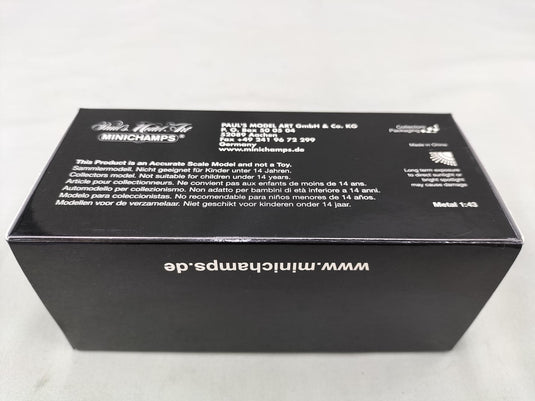 Paul's Model Art
MINICHAMPS®
PAUL'S MODEL ART GmbH & Co. KG
P. O. Box 50 05 04
52089 Aachen
Fax +49 241 96 72 299
Germany
www.minichamps.de
Collectors
Packaging
Made in China
This Product is an Accurate Scale Model and not a Toy.
Sammlermodell. Nicht geeignet für Kinder unter 14 Jahren.
Collectors model. Not suitable for children under 14 years.
Article pour collectionneurs. Ne convient pas aux enfants de moins de 14 ans.
Automodello per collezionismo. Non adatto per bambini di età inferiore a 14 anni.
Modelo para coleccionistas. No recomendable para niños menores de 14 años.
Modellen voor de verzamelaar. Niet geschikt voor kinderen onder 14 jaar.
Long term exposure
to direct sunlight or
bright spotlight
may cause damage
Metal 1:43
www.minichamps.de